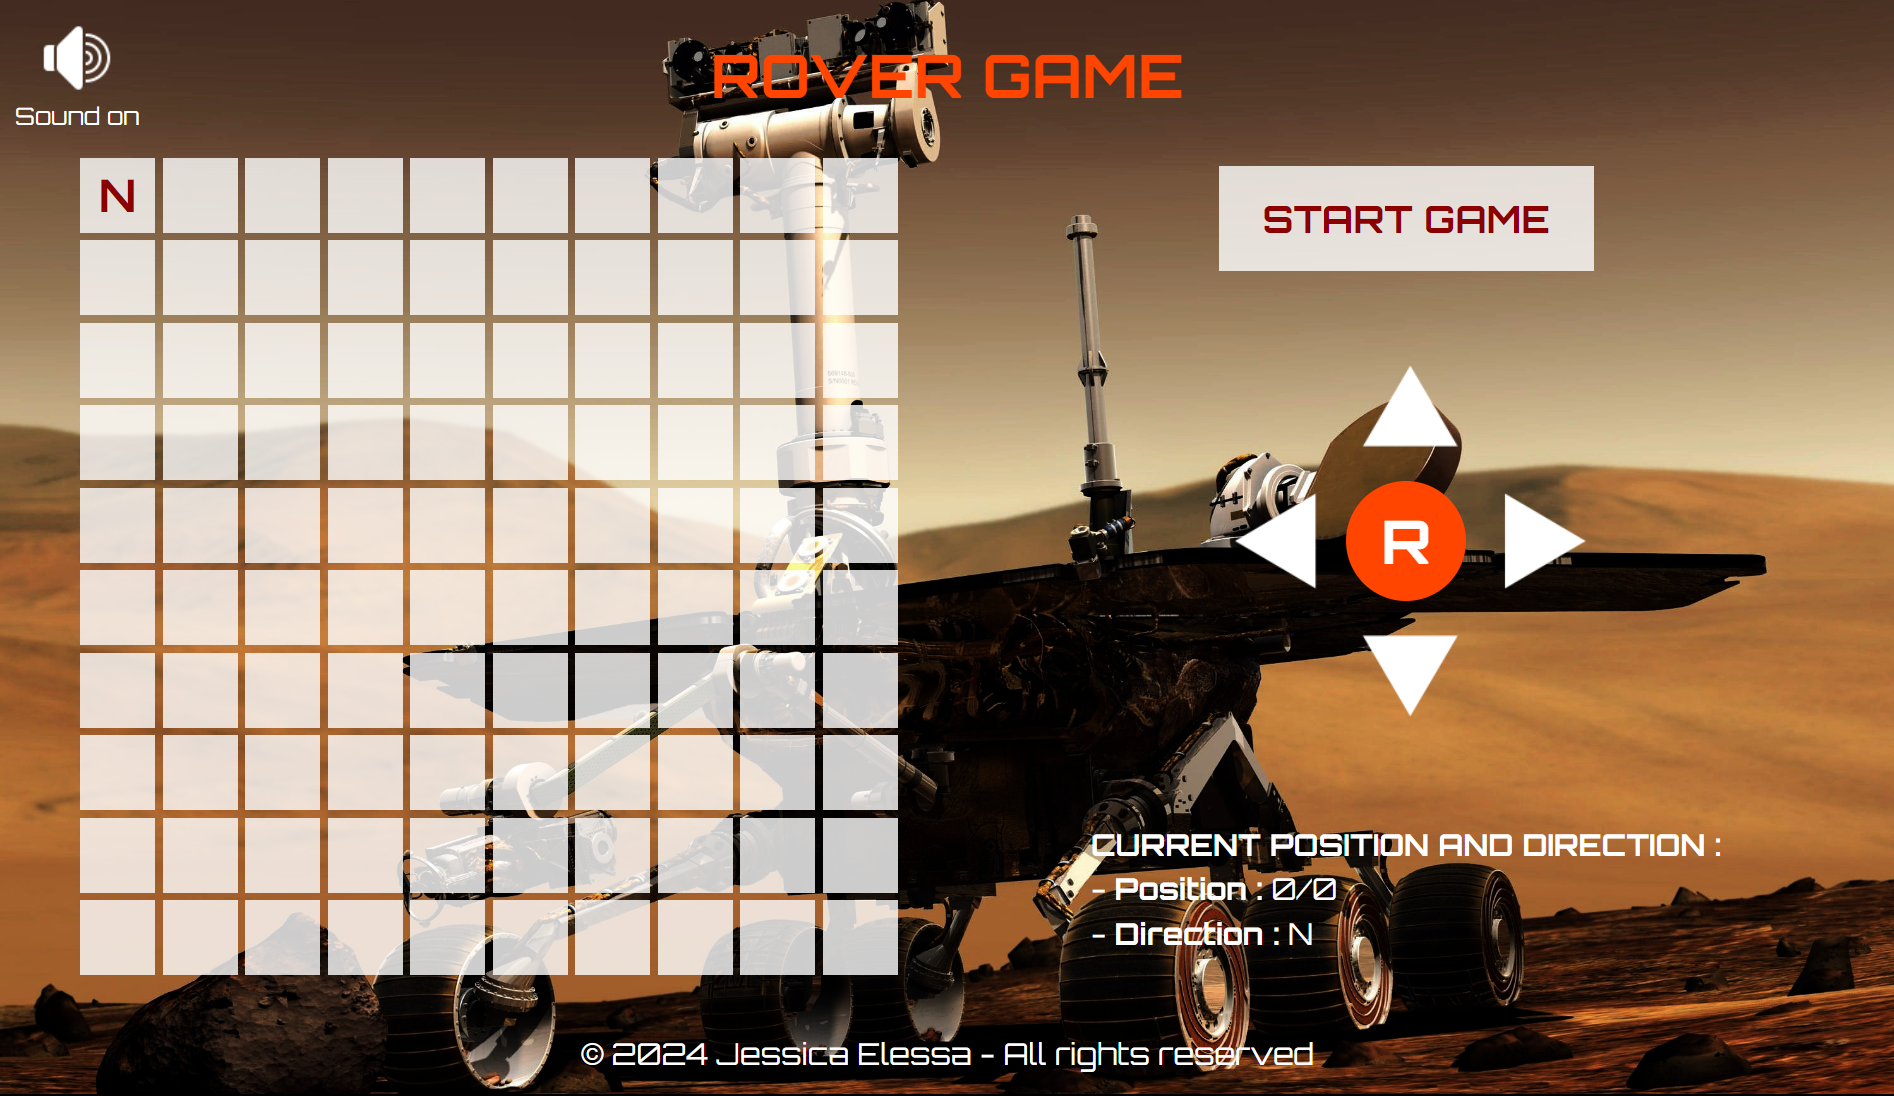 ROVER GAME
Sound on
N
START GAME
R
CURRENT POSITION AND DIRECTION :
- Position : 0/0
- Direction : N
© 2024 Jessica Elessa - All rights reserved